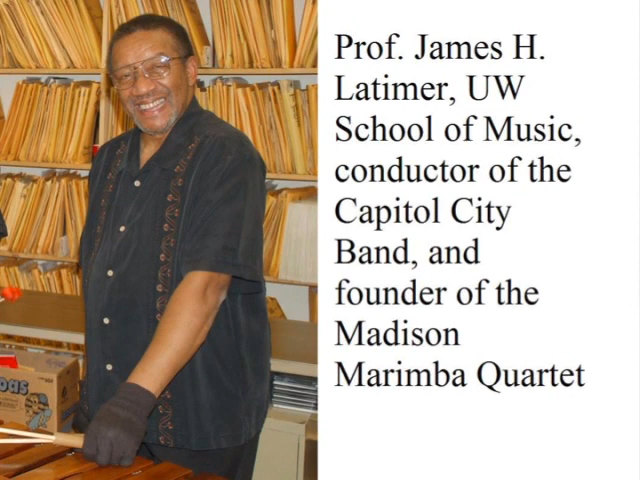 Prof. James H.
Latimer, UW
School of Music,
conductor of the
Capitol City
Band, and
founder of the
Madison
Marimba Quartet
oas